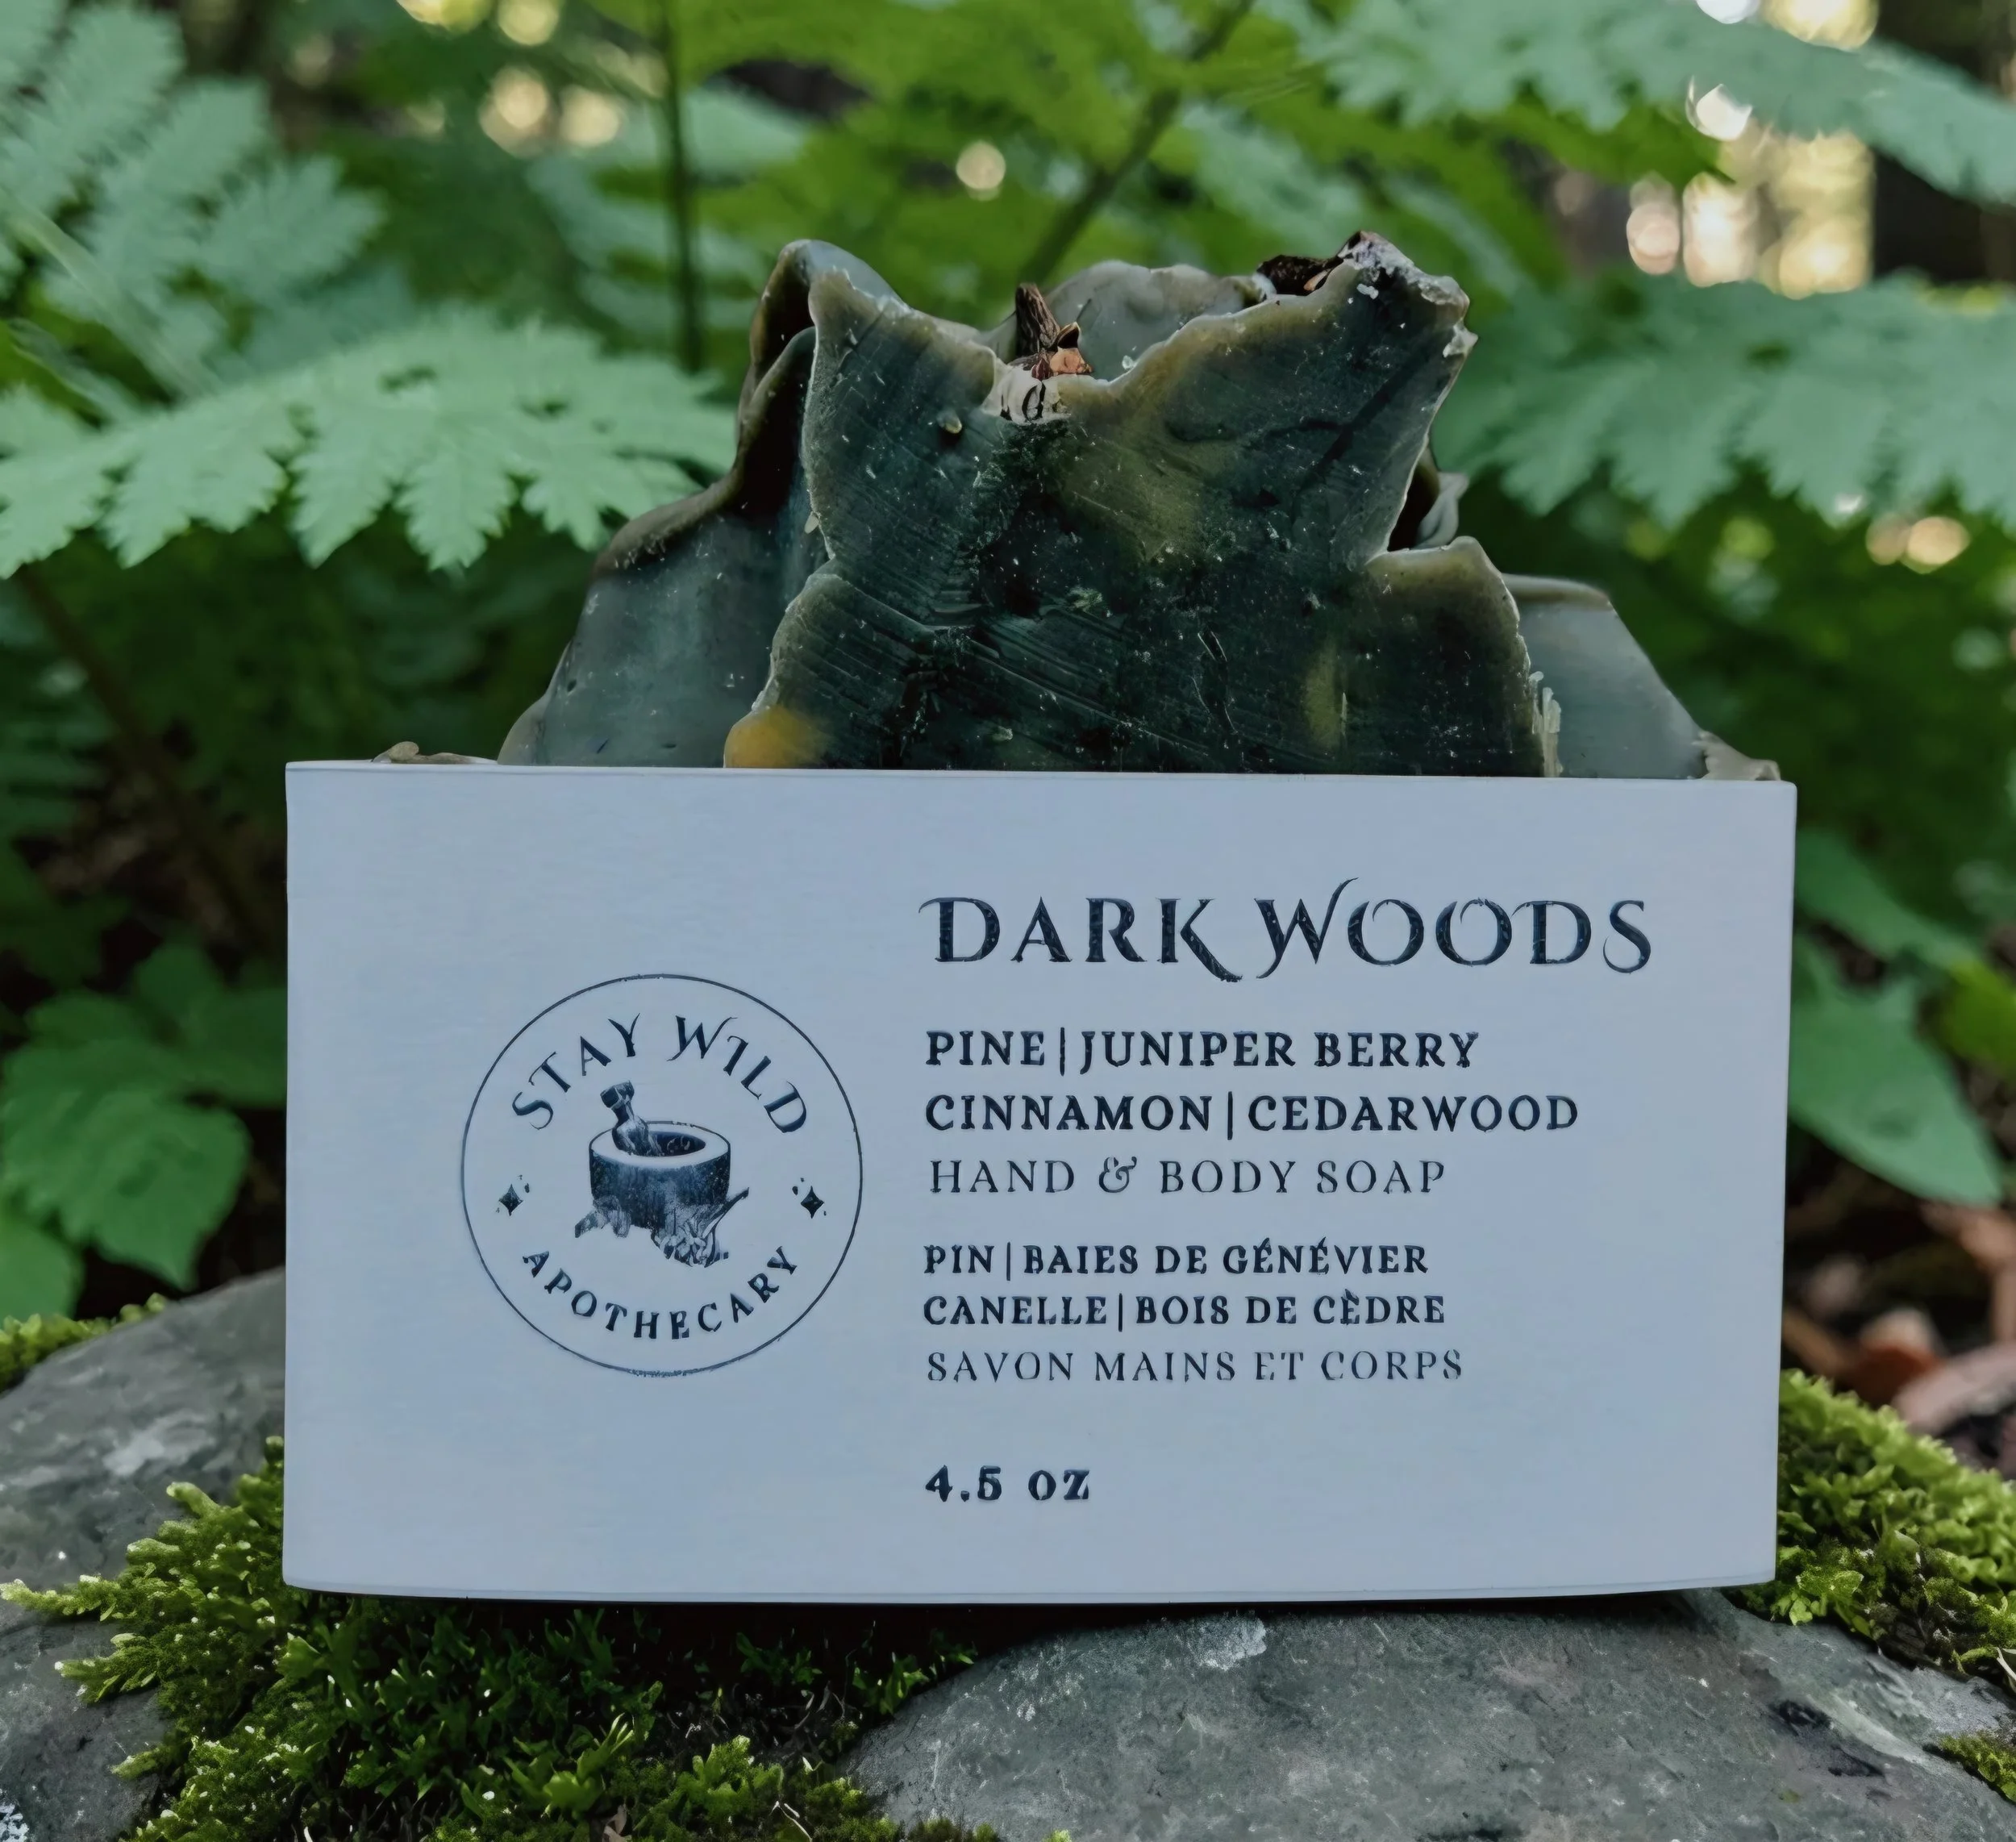 DARK WOODS
PINE|JUNIPER BERRY
CINNAMON|CEDARWOOD
HAND & BODY SOAP
PIN|BAIES DE GÉNÉVIER
CANELLE|BOIS DE CÈDRE
SAVON MAINS ET CORPS
4.5 OZ
STAY WILD
APOTHECARY